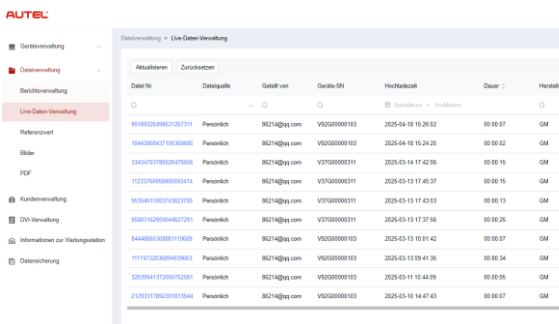 AUTEL
Dateiverwaltung > Live-Daten-Verwaltung
Geräteverwaltung
Dateiverwaltung
Berichtsverwaltung
Live-Daten-Verwaltung
Referenzwert
Bilder
PDF
Kundenverwaltung
DVI-Verwaltung
Informationen zur Wartungsstation
Datensicherung
Aktualisieren Zurücksetzen
Datei Nr. Dateiquelle Geteilt von Geräte-SN Hochladezeit Dauer Herstell
Startdatum - Enddatum
Persönlich 86214@qq.com V92G00000103 2025-04-18 15:26:02 00:00:07 GM
Persönlich 86214@qq.com V92G00000103 2025-04-18 15:24:25 00:00:02 GM
Persönlich 86214@qq.com V37G00000311 2025-03-14 17:42:06 00:00:15 GM
Persönlich 86214@qq.com V37G00000311 2025-03-13 17:45:37 00:00:15 GM
Persönlich 86214@qq.com V37G00000311 2025-03-13 17:43:03 00:00:13 GM
Persönlich 86214@qq.com V37G00000311 2025-03-13 17:37:56 00:00:25 GM
Persönlich 86214@qq.com V92G00000103 2025-03-13 10:01:42 00:00:07 GM
Persönlich 86214@qq.com V92G00000103 2025-03-13 09:41:35 00:00:34 GM
Persönlich 86214@qq.com V92G00000103 2025-03-11 10:44:09 00:00:05 GM
Persönlich 86214@qq.com V92G00000103 2025-03-10 14:47:43 00:00:07 GM